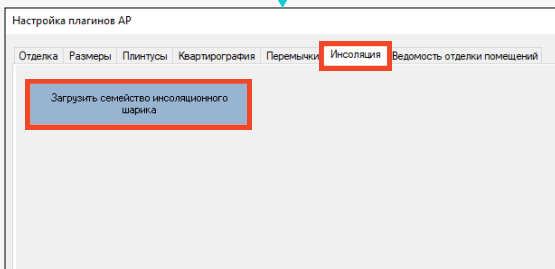 Настройка плагинов АР
Отделка Размеры Плинтусы Квартирография Перемычки Инсоляция Ведомость отделки помещений
Загрузить семейство инсоляционного
шарика